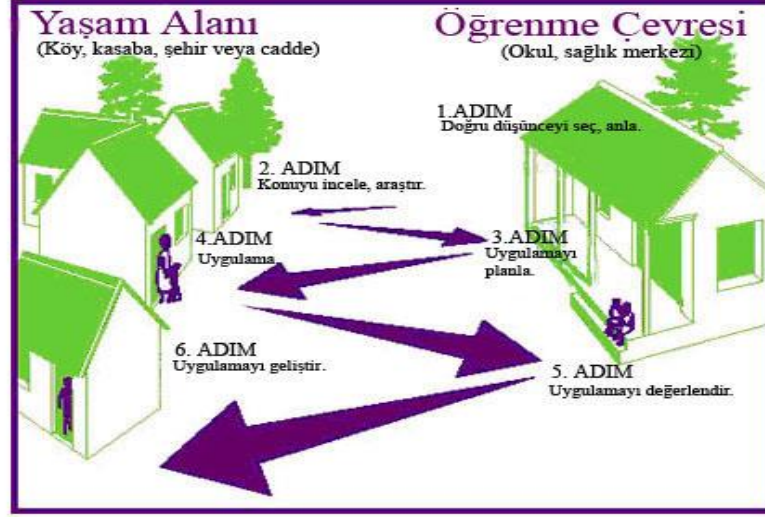 Yaşam Alanı
(Köy, kasaba, şehir veya cadde)
Öğrenme Çevresi
(Okul, sağlık merkezi)
1.ADIM
Doğru düşünceyi seç, anla.
2. ADIM
Konuyu incele, araştır.
3.ADIM
Uygulamayı
planla.
4.ADIM
Uygulama
5. ADIM
Uygulamayı değerlendir.
6. ADIM
Uygulamayı geliştir.